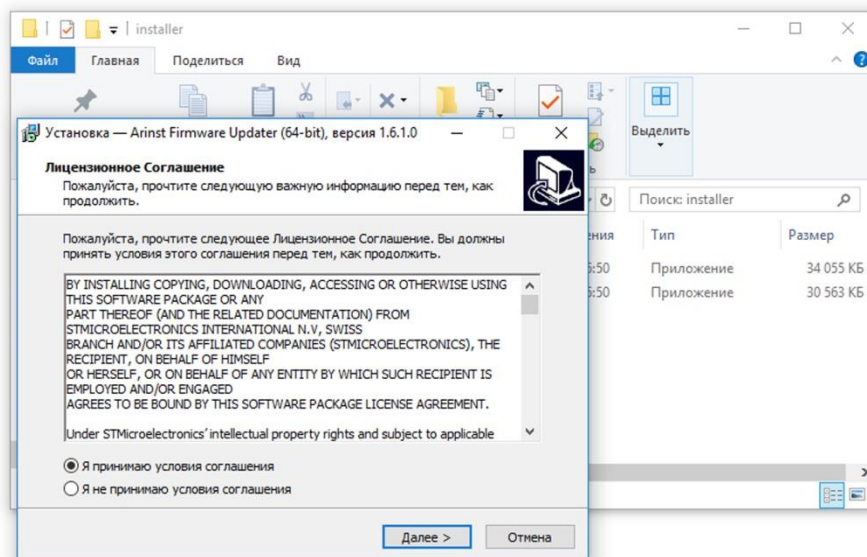 installer
Файл Главная Поделиться Вид
Выделить
Установка — Arinst Firmware Updater (64-bit), версия 1.6.1.0
Лицензионное Соглашение
Пожалуйста, прочтите следующую важную информацию перед тем, как
продолжить.
Поиск: installer
Тип Размер
5:50 Приложение 34 055 КБ
5:50 Приложение 30 563 КБ
Пожалуйста, прочтите следующее Лицензионное Соглашение. Вы должны
принять условия этого соглашения перед тем, как продолжить.
BY INSTALLING COPYING, DOWNLOADING, ACCESSING OR OTHERWISE USING
THIS SOFTWARE PACKAGE OR ANY
PART THEREOF (AND THE RELATED DOCUMENTATION) FROM
STMICROELECTRONICS INTERNATIONAL N.V, SWISS
BRANCH AND/OR ITS AFFILIATED COMPANIES (STMICROELECTRONICS), THE
RECIPIENT, ON BEHALF OF HIMSELF
OR HERSELF, OR ON BEHALF OF ANY ENTITY BY WHICH SUCH RECIPIENT IS
EMPLOYED AND/OR ENGAGED
AGREES TO BE BOUND BY THIS SOFTWARE PACKAGE LICENSE AGREEMENT.
Under STMicroelectronics’ intellectual property rights and subject to applicable
Я принимаю условия соглашения
Я не принимаю условия соглашения
Далее > Отмена